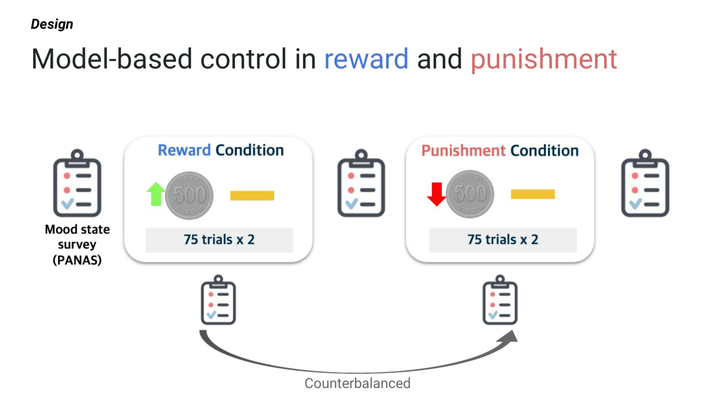 Design
Model-based control in reward and punishment
Reward Condition
500
75 trials x 2
Punishment Condition
500
75 trials x 2
Mood state
survey
(PANAS)
Counterbalanced